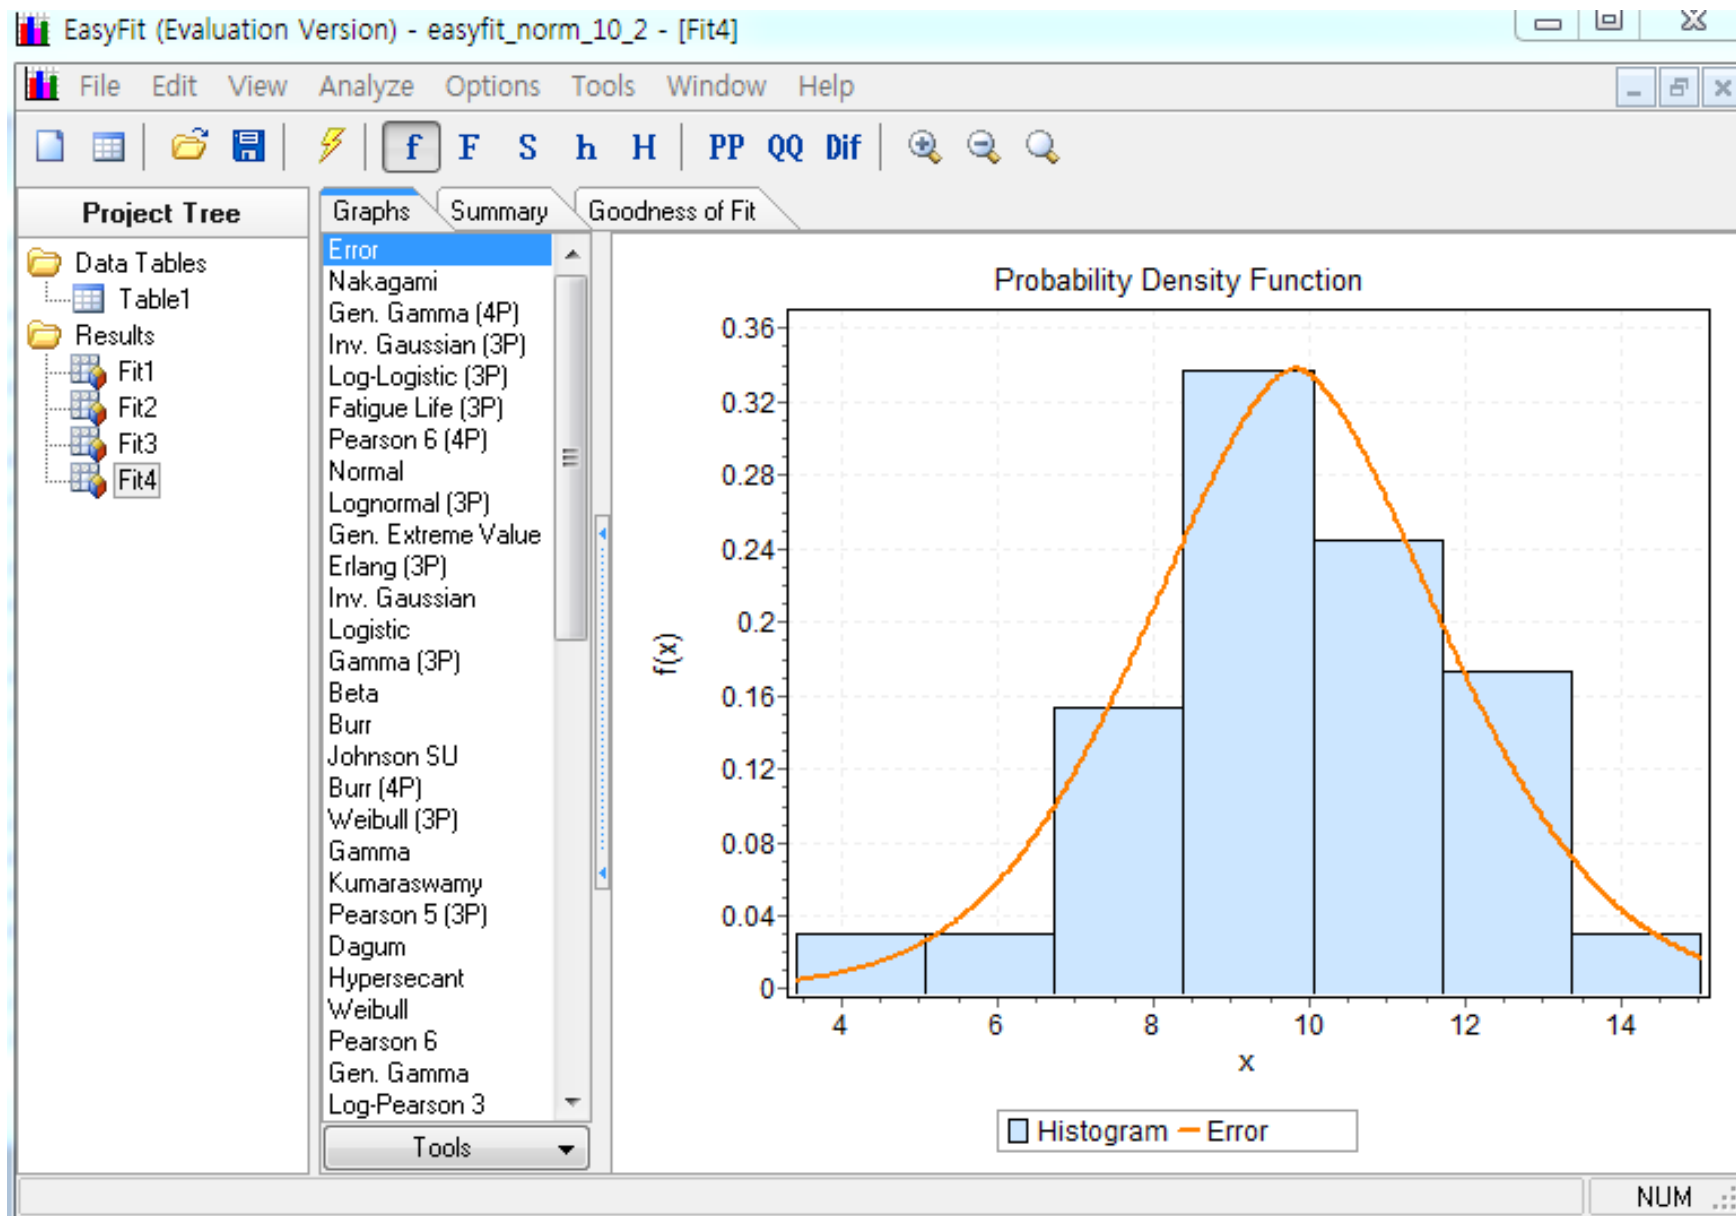 EasyFit (Evaluation Version) - easyfit_norm_10_2 - [Fit4]
File Edit View Analyze Options Tools Window Help
f F S h H PP QQ Dif
Project Tree
Data Tables
Table1
Results
Fit1
Fit2
Fit3
Fit4
Graphs Summary Goodness of Fit
Error
Nakagami
Gen. Gamma (4P)
Inv. Gaussian (3P)
Log-Logistic (3P)
Fatigue Life (3P)
Pearson 6 (4P)
Normal
Lognormal (3P)
Gen. Extreme Value
Erlang (3P)
Inv. Gaussian
Logistic
Gamma (3P)
Beta
Burr
Johnson SU
Burr (4P)
Weibull (3P)
Gamma
Kumaraswamy
Pearson 5 (3P)
Dagum
Hypersecant
Weibull
Pearson 6
Gen. Gamma
Log-Pearson 3
Tools
Probability Density Function
0.36
0.32
0.28
0.24
0.2
0.16
0.12
0.08
0.04
0
f(x)
4 6 8 10 12 14
x
Histogram Error
NUM